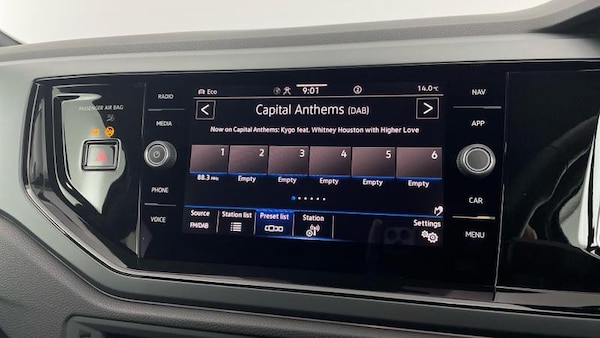 PASSENGER AIR BAG
RADIO
MEDIA
PHONE
VOICE
Eco
9:01
14.0°C
<
Capital Anthems (DAB)
>
Now on Capital Anthems: Kygo feat. Whitney Houston with Higher Love
1 2 3 4 5 6
88.3 MHz Empty Empty Empty Empty Empty
Source Station list Preset list Station Settings
FM/DAB
NAV
APP
CAR
MENU